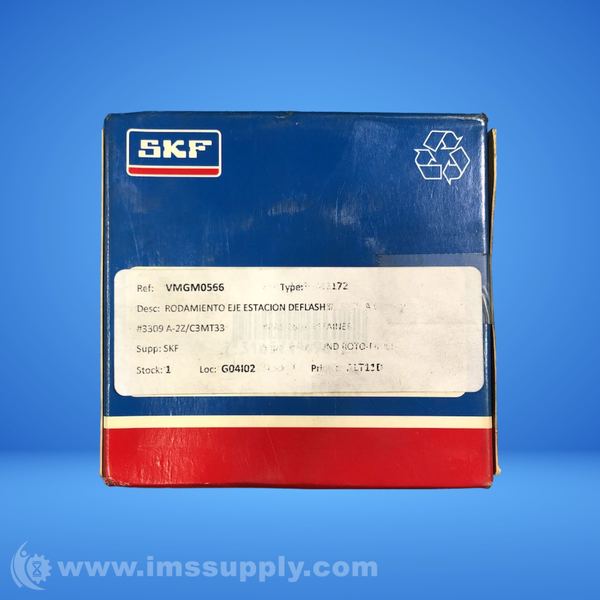 SKF
Ref: VMGM0566 Type:
Desc: RODAMIENTO EJE ESTACION DEFLASH
#3309 A-2Z/C3MT33
Supp: SKF
Stock: 1 Loc: G04I02
www.imssupply.com